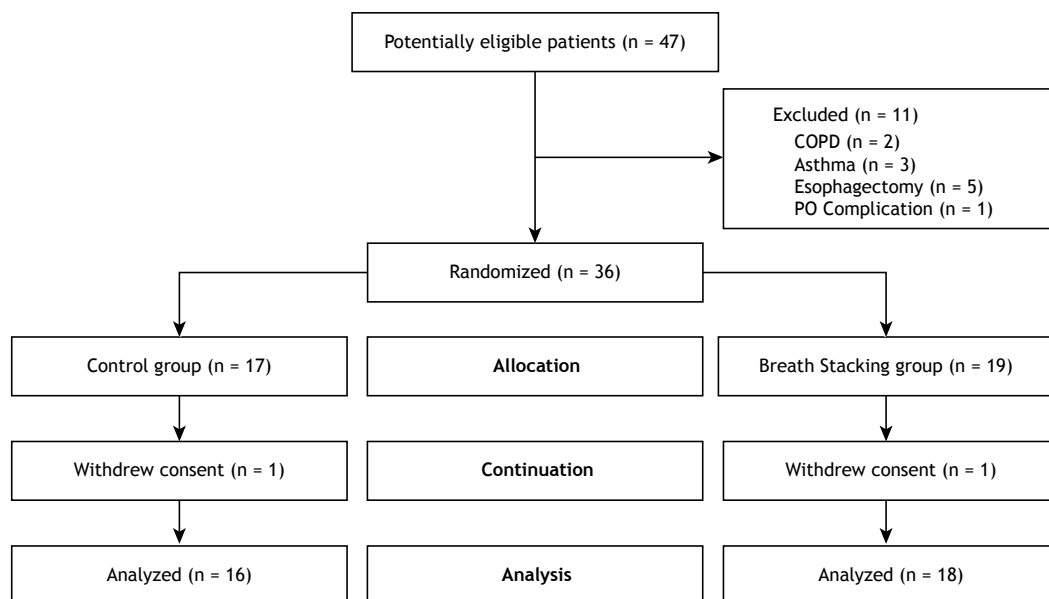 Potentially eligible patients (n = 47)
Excluded (n = 11)
COPD (n = 2)
Asthma (n = 3)
Esophagectomy (n = 5)
PO Complication (n = 1)
Randomized (n = 36)
Control group (n = 17)
Allocation
Breath Stacking group (n = 19)
Withdrew consent (n = 1)
Continuation
Withdrew consent (n = 1)
Analyzed (n = 16)
Analysis
Analyzed (n = 18)